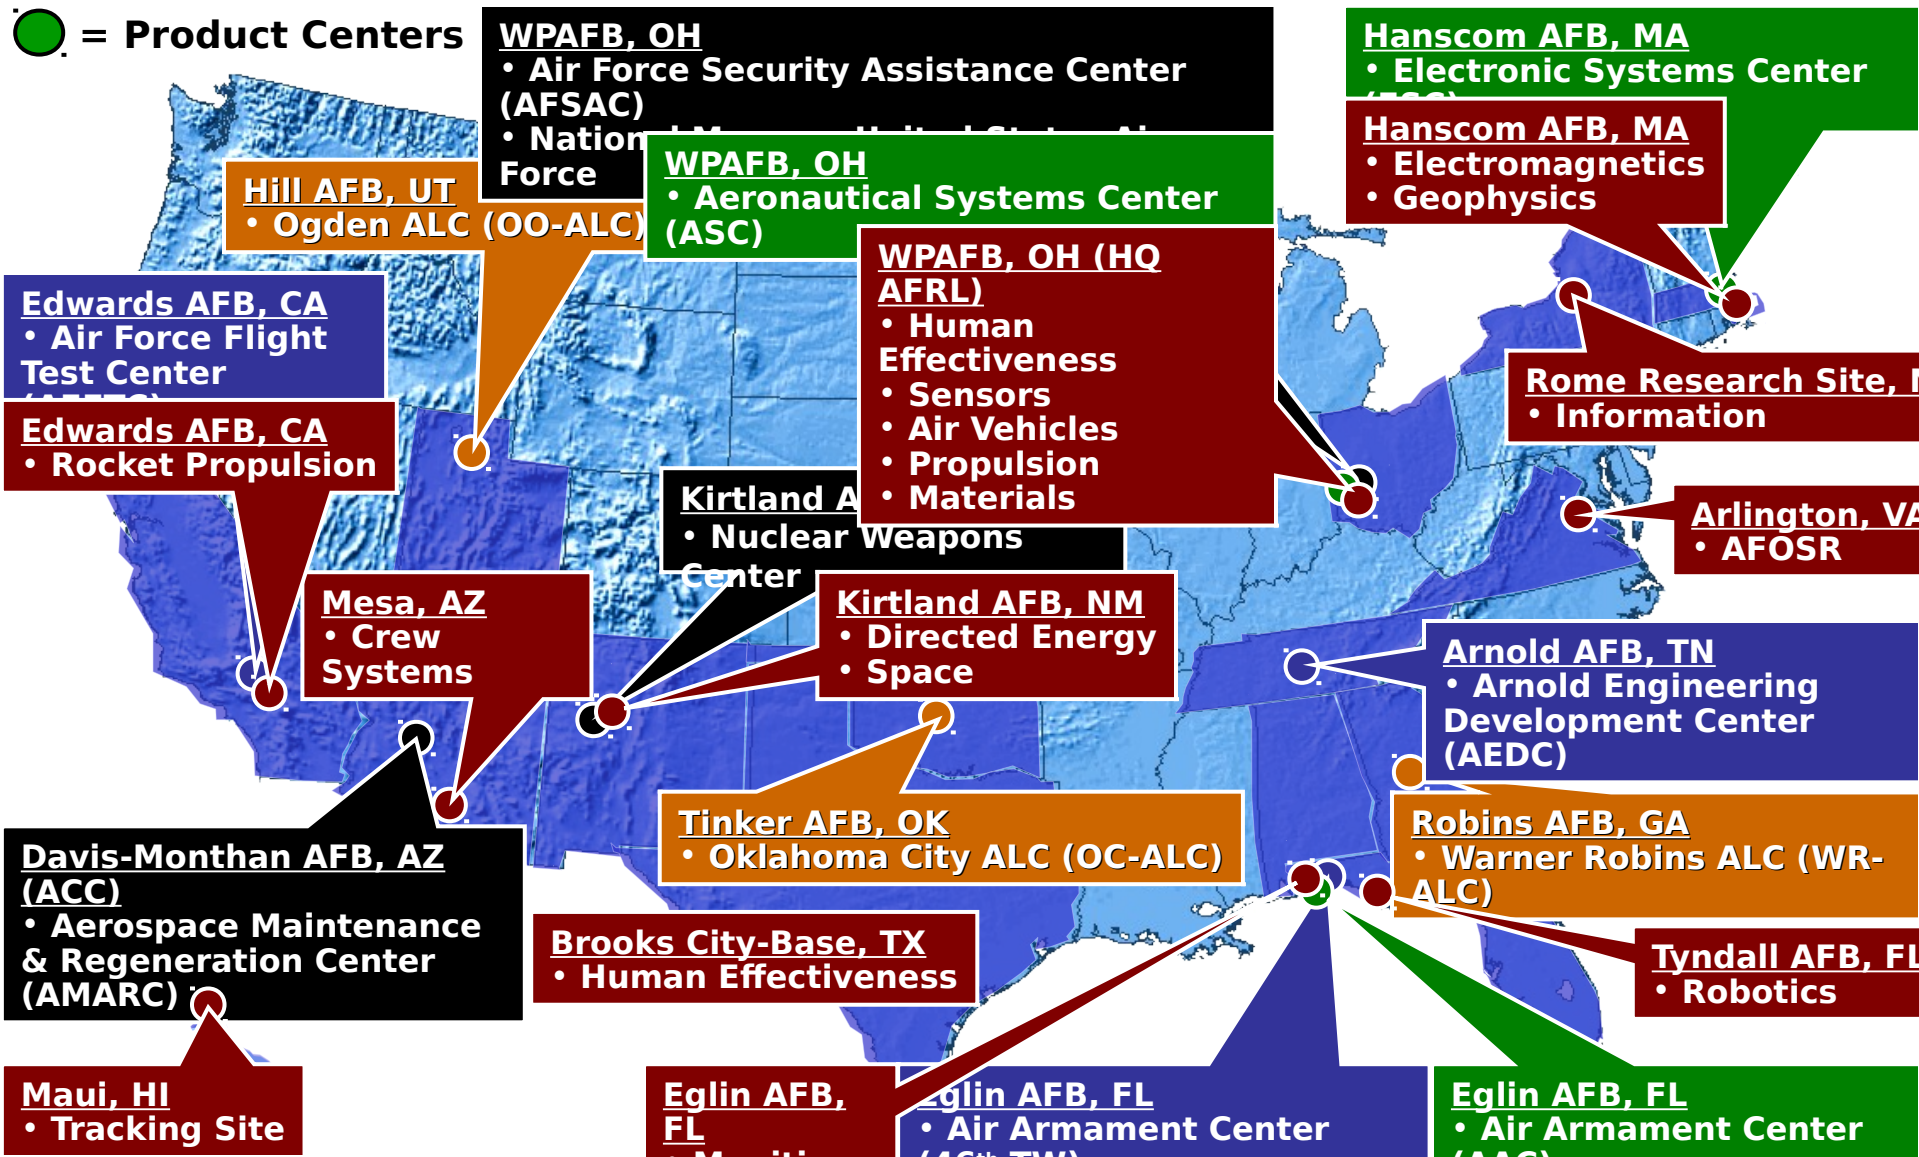 = Product Centers
WPAFB, OH
• Air Force Security Assistance Center
(AFSAC)
• Nation
Force
Hanscom AFB, MA
• Electronic Systems Center
Hanscom AFB, MA
• Electromagnetics
• Geophysics
WPAFB, OH
• Aeronautical Systems Center
(ASC)
Hill AFB, UT
• Ogden ALC (OO-ALC)
WPAFB, OH (HQ
AFRL)
• Human
Effectiveness
• Sensors
• Air Vehicles
• Propulsion
• Materials
Edwards AFB, CA
• Air Force Flight
Test Center
Edwards AFB, CA
• Rocket Propulsion
Rome Research Site,
• Information
Kirtland
• Nuclear Weapons
Center
Arlington, VA
• AFOSR
Mesa, AZ
• Crew
Systems
Kirtland AFB, NM
• Directed Energy
• Space
Arnold AFB, TN
• Arnold Engineering
Development Center
(AEDC)
Tinker AFB, OK
• Oklahoma City ALC (OC-ALC)
Robins AFB, GA
• Warner Robins ALC (WR-
ALC)
Davis-Monthan AFB, AZ
(ACC)
• Aerospace Maintenance
& Regeneration Center
(AMARC)
Brooks City-Base, TX
• Human Effectiveness
Tyndall AFB, FL
• Robotics
Maui, HI
• Tracking Site
Eglin AFB,
FL
Eglin AFB, FL
• Air Armament Center
(46th TW)
Eglin AFB, FL
• Air Armament Center